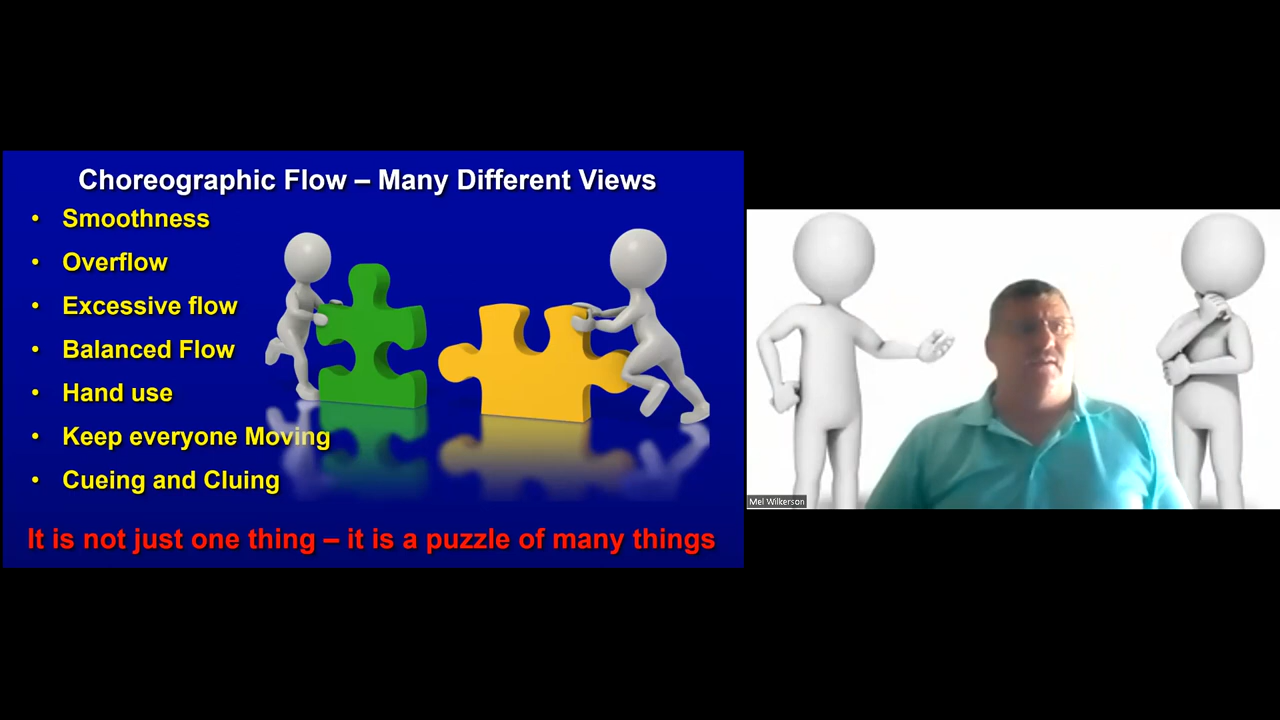 Choreographic Flow – Many Different Views
• Smoothness
• Overflow
• Excessive flow
• Balanced Flow
• Hand use
• Keep everyone Moving
• Cueing and Cluing
It is not just one thing – it is a puzzle of many things
Mel Wilkerson